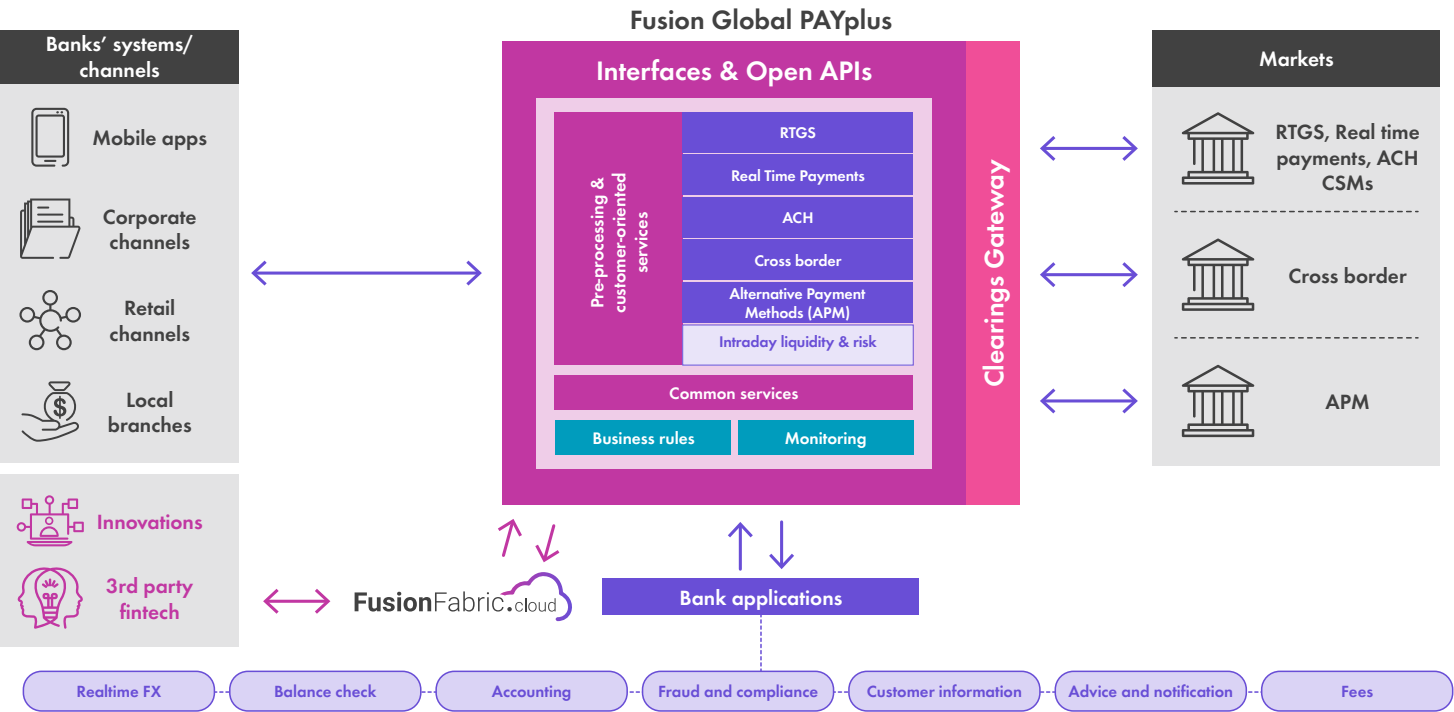 Fusion Global PAYplus
Banks' systems/
channels
Mobile apps
Corporate
channels
Retail
channels
$
Local
branches
Innovations
3rd party
fintech
Interfaces & Open APIs
Pre-processing &
customer-oriented
services
RTGS
Real Time Payments
ACH
Cross border
Alternative Payment
Methods (APM)
Intraday liquidity & risk
Common services
Business rules
Monitoring
Clearings Gateway
Markets
RTGS, Real time
payments, ACH
CSMs
Cross border
APM
FusionFabric.cloud
Bank applications
Realtime FX
Balance check
Accounting
Fraud and compliance
Customer information
Advice and notification
Fees